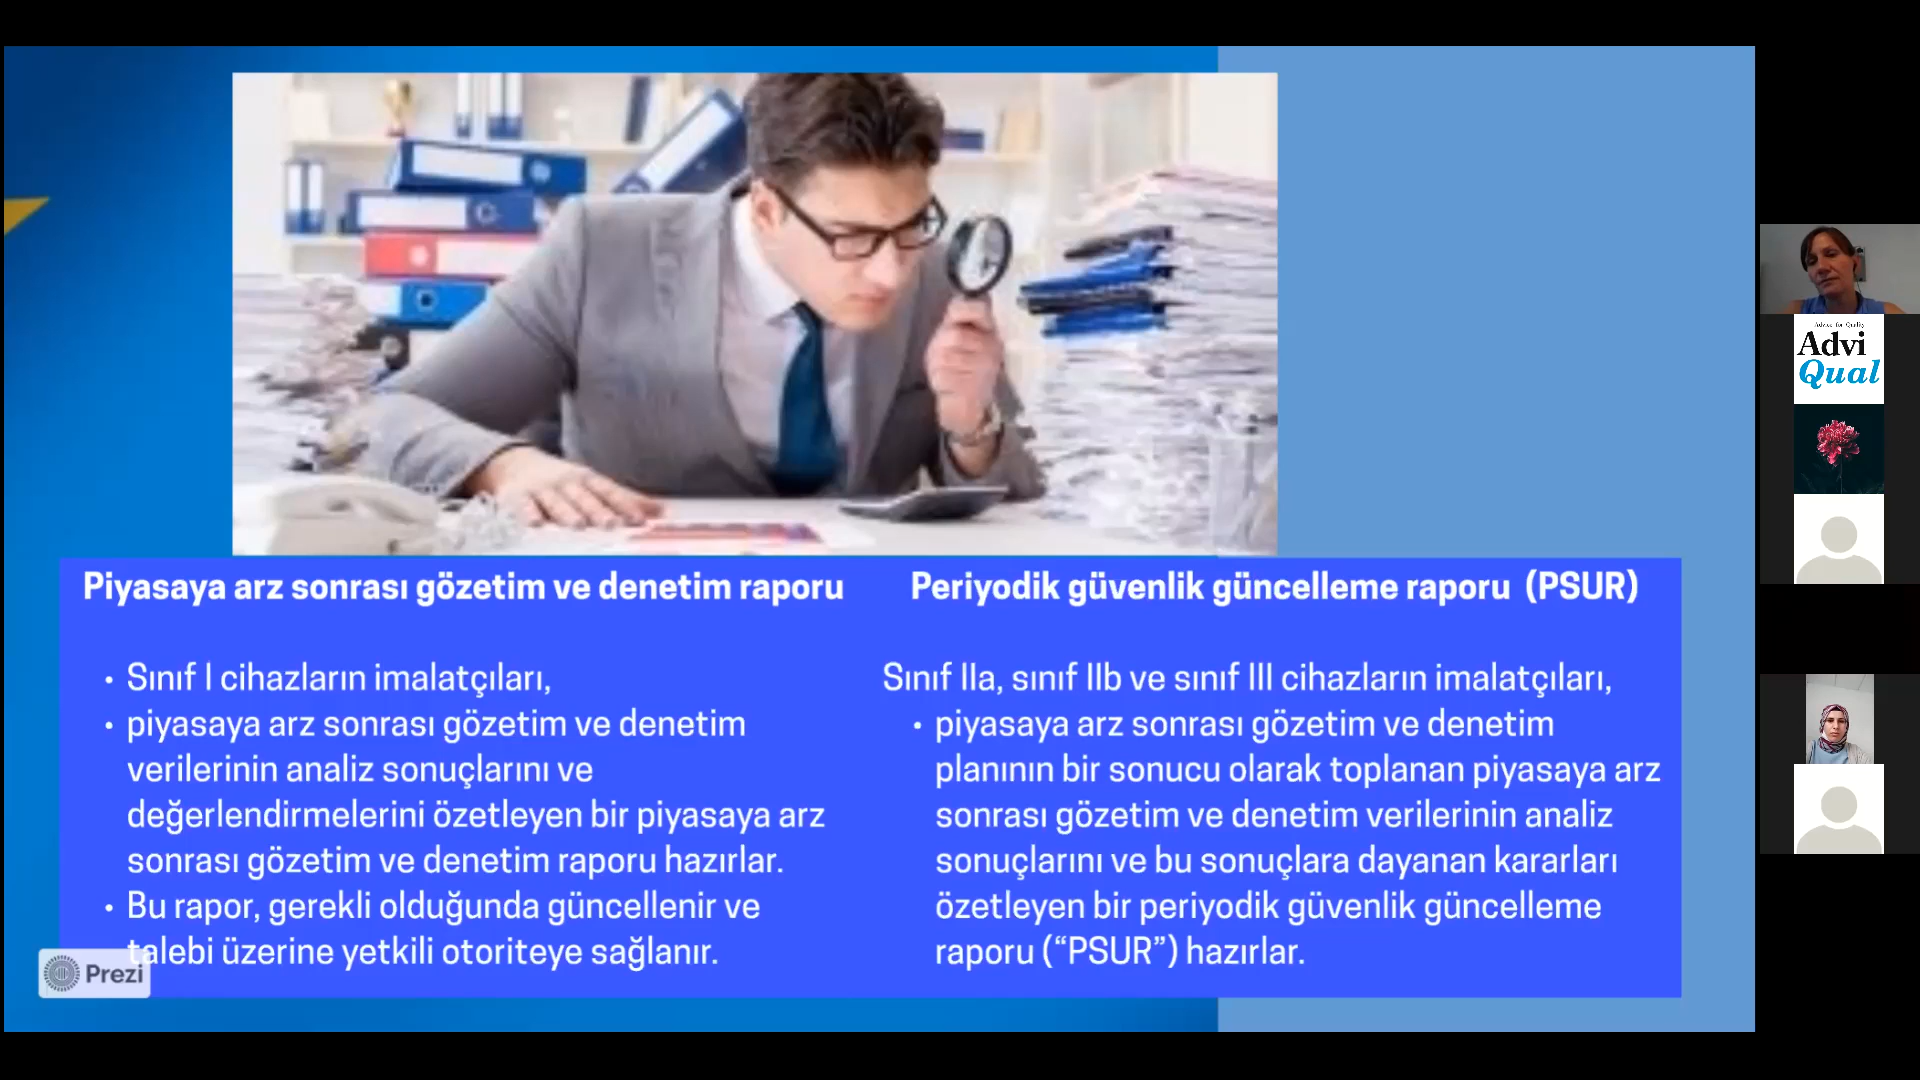 Piyasaya arz sonrası gözetim ve denetim raporu
• Sınıf I cihazların imalatçıları,
• piyasaya arz sonrası gözetim ve denetim
verilerinin analiz sonuçlarını ve
değerlendirmelerini özetleyen bir piyasaya arz
sonrası gözetim ve denetim raporu hazırlar.
• Bu rapor, gerekli olduğunda güncellenir ve
talebi üzerine yetkili otoriteye sağlanır.
Periyodik güvenlik güncelleme raporu (PSUR)
Sınıf IIa, sınıf IIb ve sınıf III cihazların imalatçıları,
• piyasaya arz sonrası gözetim ve denetim
planının bir sonucu olarak toplanan piyasaya arz
sonrası gözetim ve denetim verilerinin analiz
sonuçlarını ve bu sonuçlara dayanan kararları
özetleyen bir periyodik güvenlik güncelleme
raporu (“PSUR”) hazırlar.
Prezi
Advice for Quality
Advi
Qual